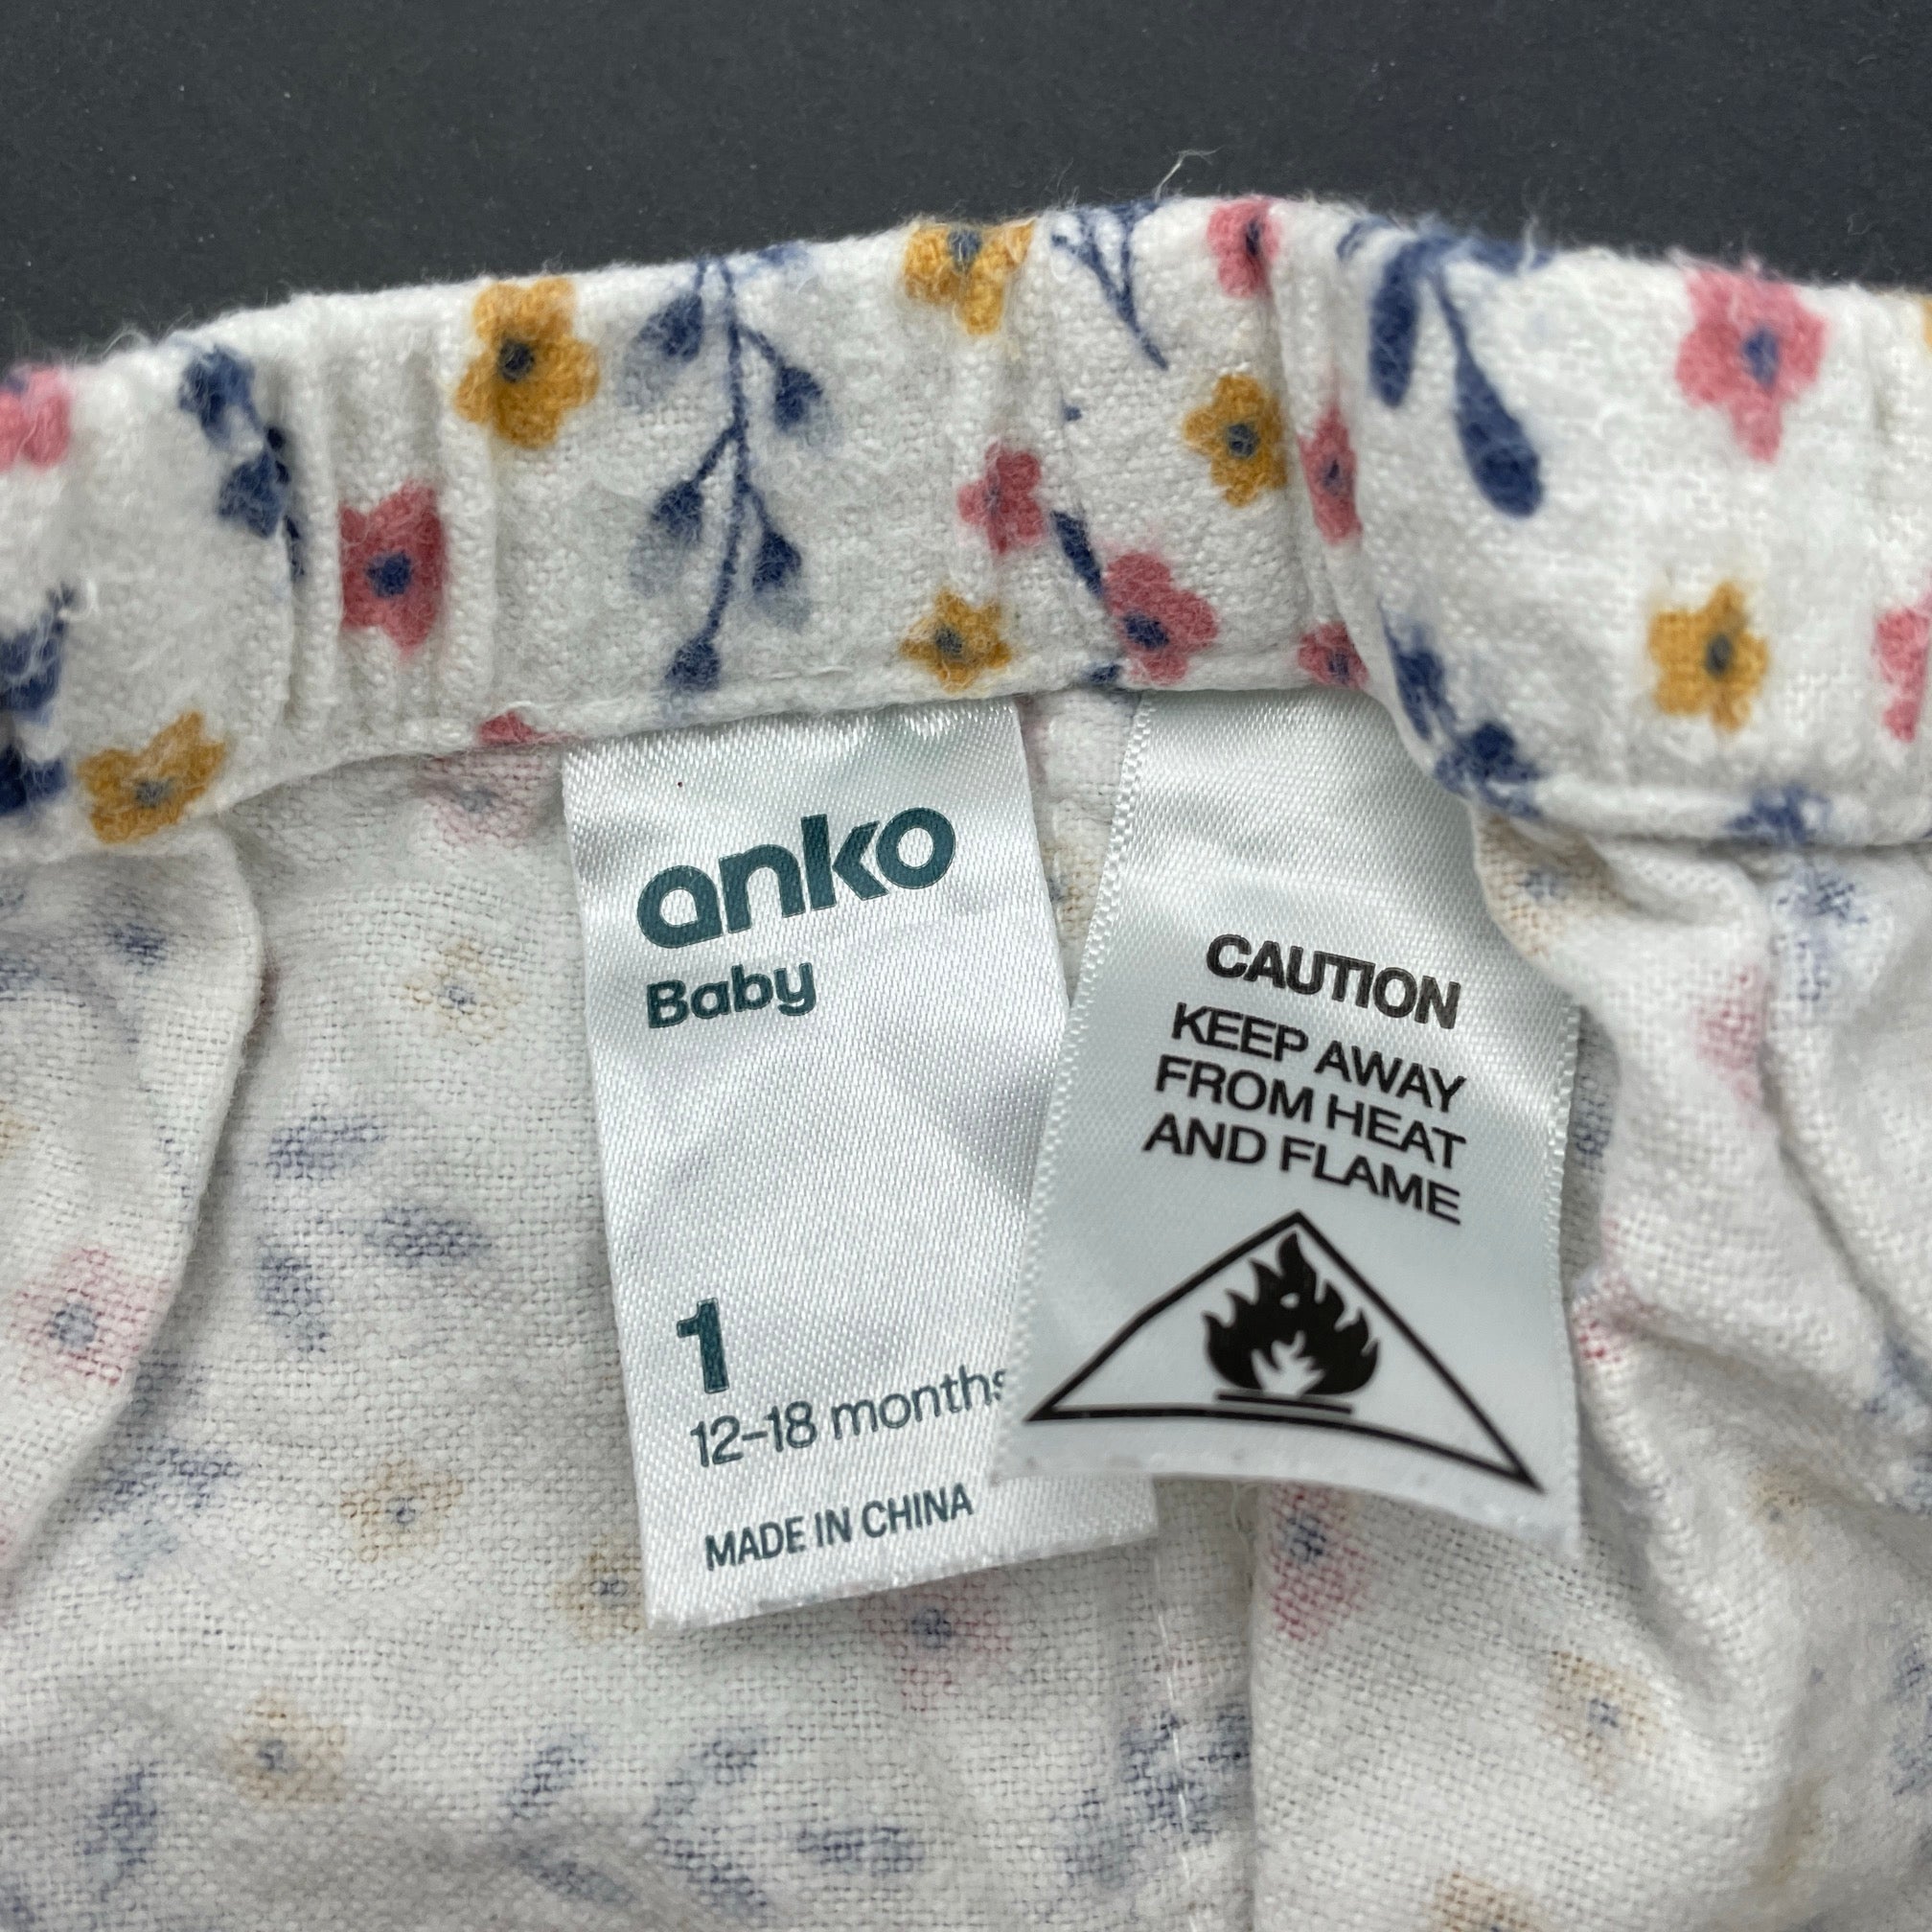 anko
Baby
1
12-18 months
MADE IN CHINA
CAUTION
KEEP AWAY
FROM HEAT
AND FLAME